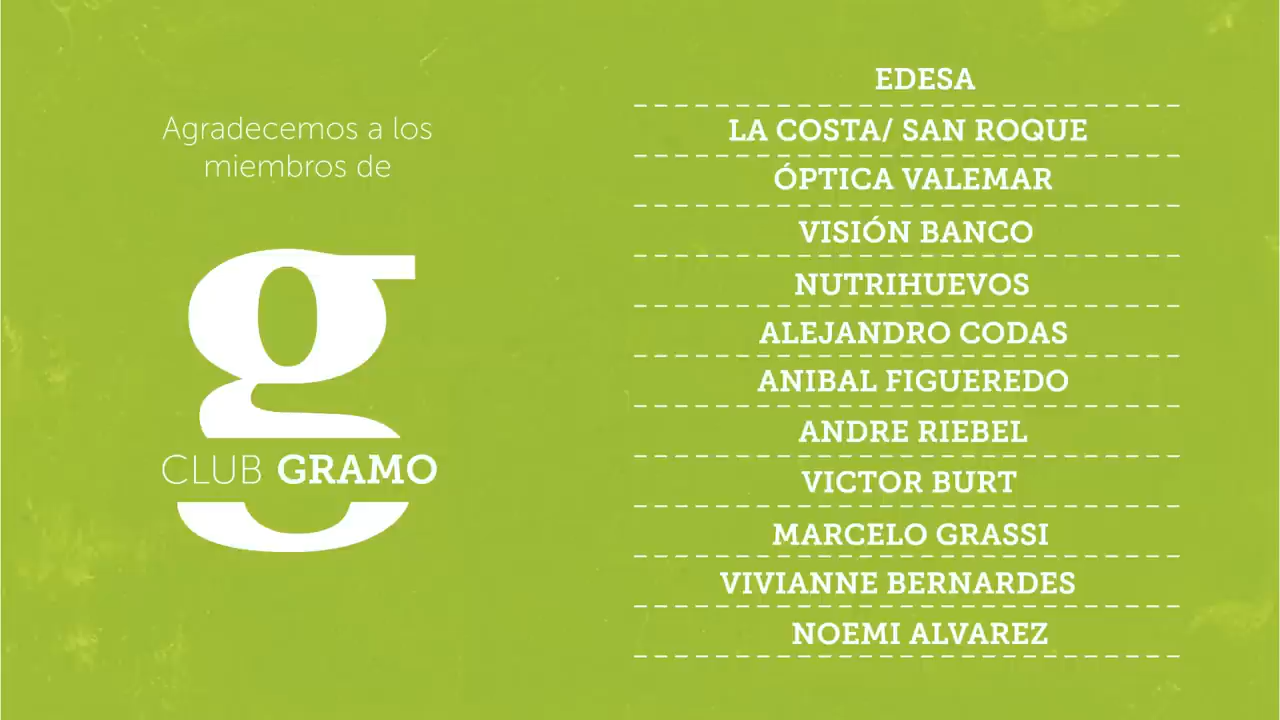 Agradecemos a los
miembros de
g
CLUB GRAMO
EDESA
LA COSTA/ SAN ROQUE
ÓPTICA VALEMAR
VISIÓN BANCO
NUTRIHUEVOS
ALEJANDRO CODAS
ANIBAL FIGUEREDO
ANDRE RIEBEL
VICTOR BURT
MARCELO GRASSI
VIVIANNE BERNARDES
NOEMI ALVAREZ